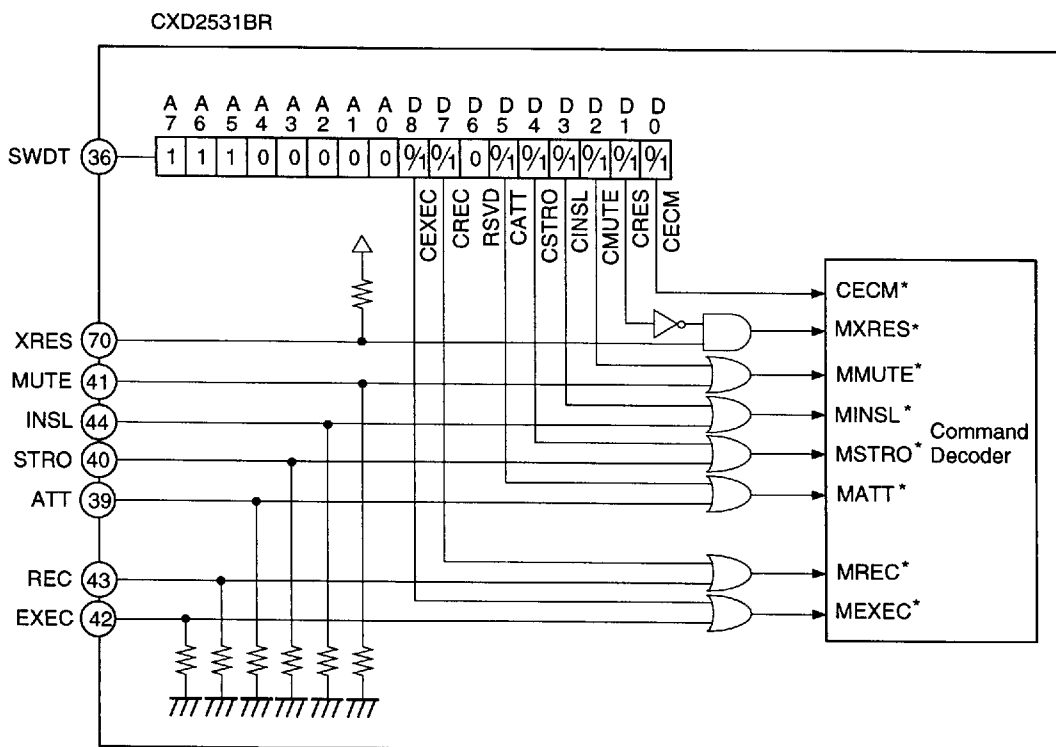 CXD2531BR
A7 A6 A5 A4 A3 A2 A1 A0 D8 D7 D6 D5 D4 D3 D2 D1 D0
SWDT 36 1 1 1 0 0 0 0 0 0/1 0/1 0 0/1 0/1 0/1 0/1 0/1 0/1
CEXEC
CREC
RSVD
CATT
CSTRO
CINSL
CMUTE
CRES
CECM
CECM*
XRES 70 MXRES*
MUTE 41 MMUTE*
INSL 44 MINSL*
Command
Decoder
STRO 40 MSTRO*
ATT 39 MATT*
REC 43 MREC*
EXEC 42 MEXEC*